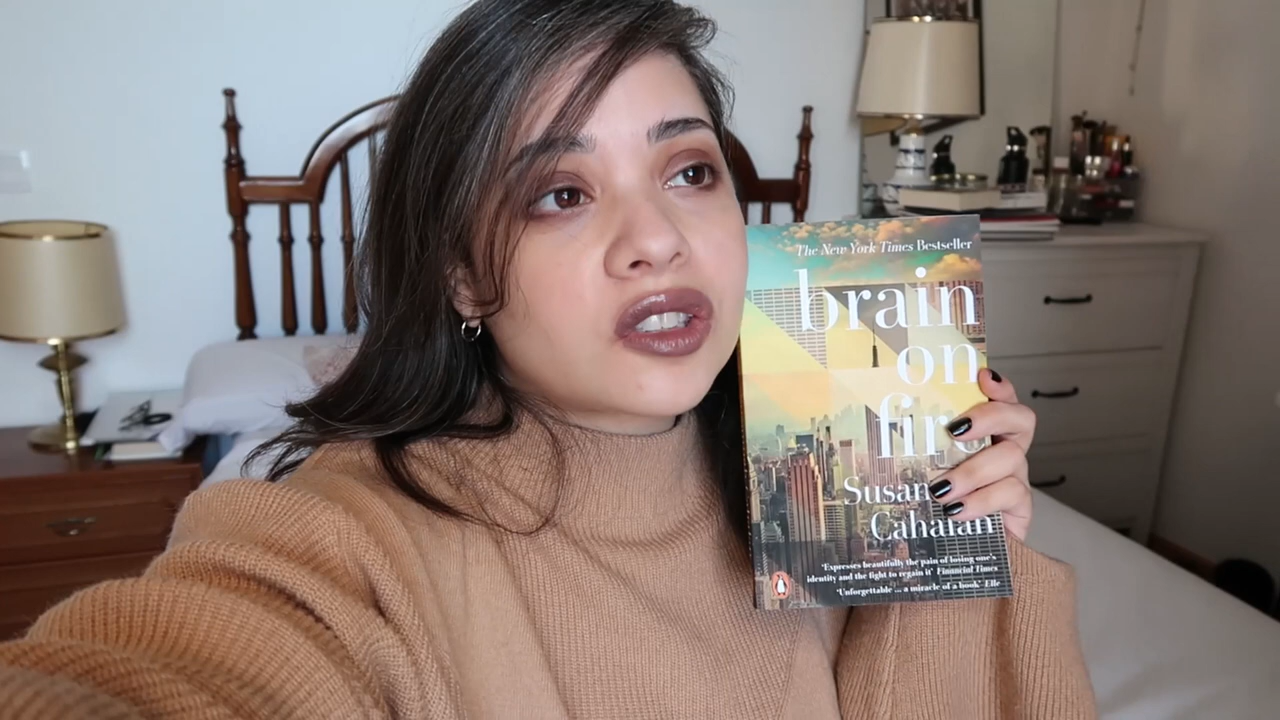 The New York Times Bestseller
brain
on
fire
Susan
Cahalan
'Expresses beautifully the pain of losing one's
identity and the fight to regain it' Financial Times
'Unforgettable ... a miracle of a book' Elle